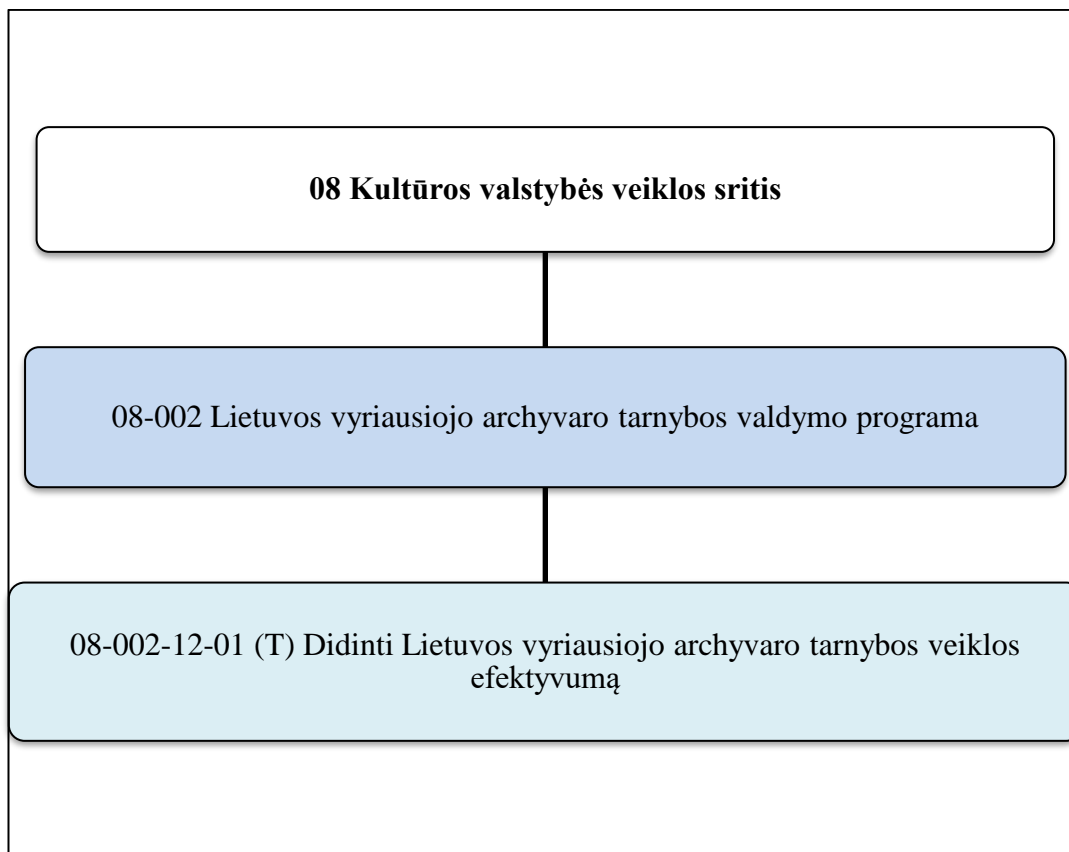 08 Kultūros valstybės veiklos sritis
08-002 Lietuvos vyriausiojo archyvaro tarnybos valdymo programa
08-002-12-01 (T) Didinti Lietuvos vyriausiojo archyvaro tarnybos veiklos
efektyvumą